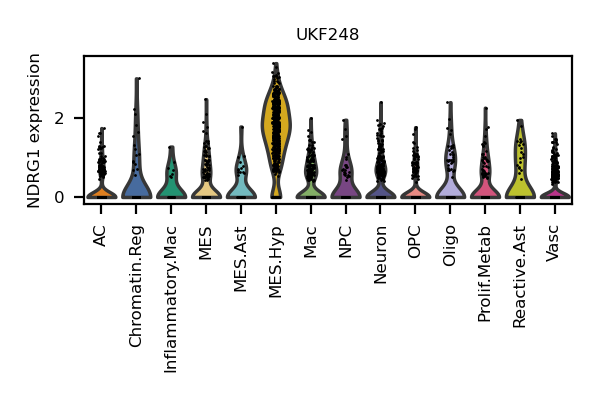 UKF248
NDRG1 expression
2
0
AC
Chromatin.Reg
Inflammatory.Mac
MES
MES.Ast
MES.Hyp
Mac
NPC
Neuron
OPC
Oligo
Prolif.Metab
Reactive.Ast
Vasc